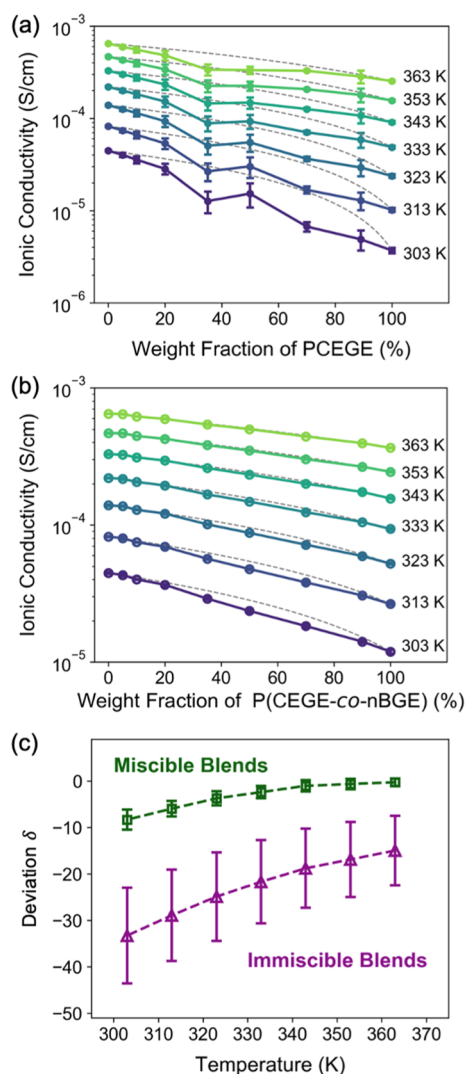 (a)
10⁻³
10⁻⁴
10⁻⁵
10⁻⁶
Ionic Conductivity (S/cm)
363 K
353 K
343 K
333 K
323 K
313 K
303 K
0 20 40 60 80 100
Weight Fraction of PCEGE (%)
(b)
10⁻³
10⁻⁴
10⁻⁵
Ionic Conductivity (S/cm)
363 K
353 K
343 K
333 K
323 K
313 K
303 K
0 20 40 60 80 100
Weight Fraction of P(CEGE-co-nBGE) (%)
(c)
0
−10
−20
−30
−40
−50
Deviation δ
Miscible Blends
Immiscible Blends
300 310 320 330 340 350 360 370
Temperature (K)